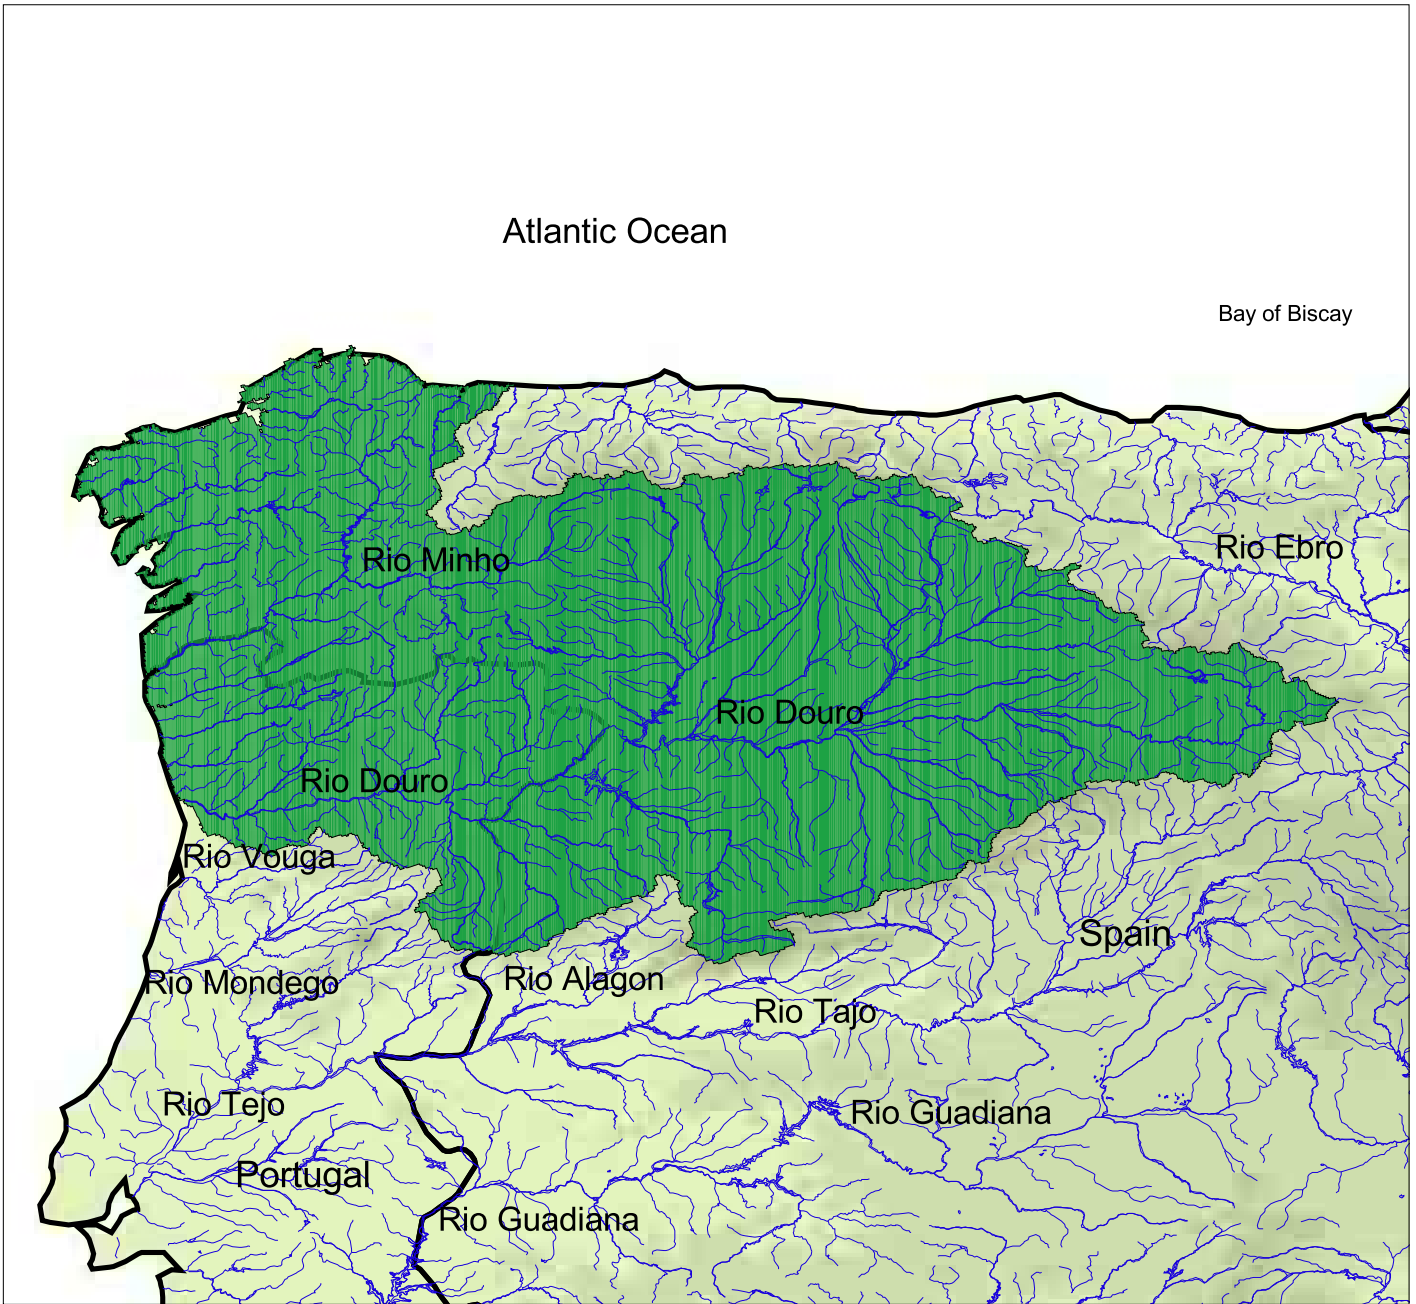 Atlantic Ocean
Bay of Biscay
Rio Ebro
Rio Minho
Rio Douro
Rio Douro
Rio Vouga
Spain
Rio Alagon
Rio Mondego
Rio Tajo
Rio Tejo
Rio Guadiana
Portugal
Rio Guadiana